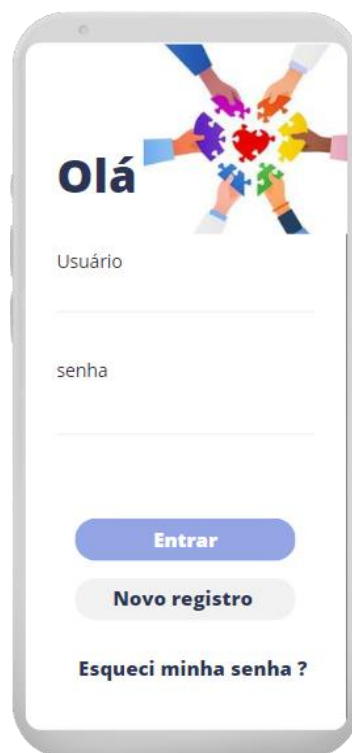 Olá
Usuário
senha
Entrar
Novo registro
Esqueci minha senha ?